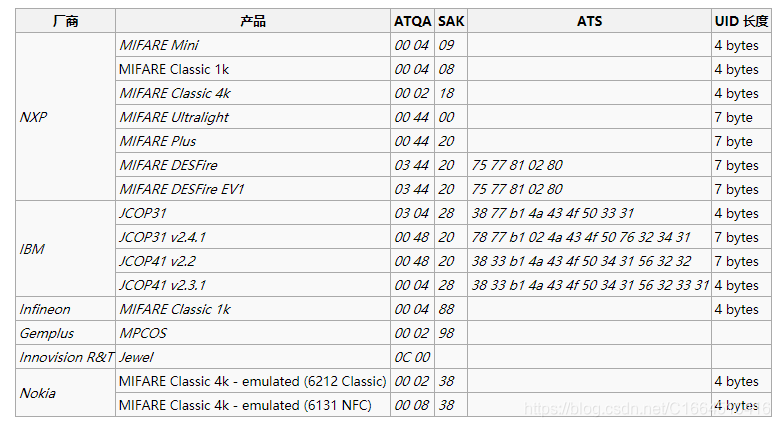 厂商 产品 ATQA SAK ATS UID 长度
NXP
MIFARE Mini 00 04 09 4 bytes
MIFARE Classic 1k 00 04 08 4 bytes
MIFARE Classic 4k 00 02 18 4 bytes
MIFARE Ultralight 00 44 00 7 byte
MIFARE Plus 00 44 20 7 byte
MIFARE DESFire 03 44 20 75 77 81 02 80 7 bytes
MIFARE DESFire EV1 03 44 20 75 77 81 02 80 7 bytes
IBM
JCOP31 03 04 28 38 77 b1 4a 43 4f 50 33 31 4 bytes
JCOP31 v2.4.1 00 48 20 78 77 b1 02 4a 43 4f 50 76 32 34 31 7 bytes
JCOP41 v2.2 00 48 20 38 33 b1 4a 43 4f 50 34 31 56 32 32 7 bytes
JCOP41 v2.3.1 00 04 28 38 33 b1 4a 43 4f 50 34 31 56 32 33 31 4 bytes
Infineon MIFARE Classic 1k 00 04 88 4 bytes
Gemplus MPCOS 00 02 98
Innovision R&T Jewel 0C 00
Nokia
MIFARE Classic 4k - emulated (6212 Classic) 00 02 38 4 bytes
MIFARE Classic 4k - emulated (6131 NFC) 00 08 38 4 bytes